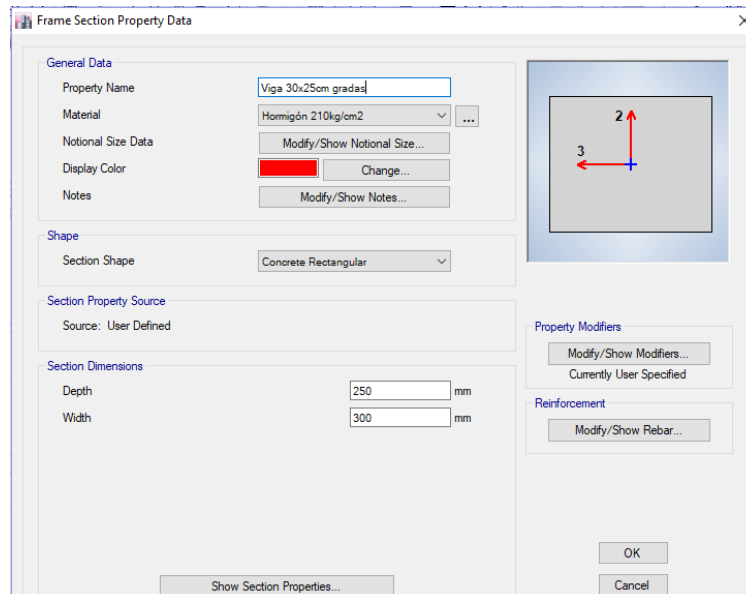 Frame Section Property Data
General Data
Property Name Viga 30x25cm gradas
Material Hormigón 210kg/cm2 ...
Notional Size Data Modify/Show Notional Size...
Display Color Change...
Notes Modify/Show Notes...
2
3
Shape
Section Shape Concrete Rectangular
Section Property Source
Source: User Defined
Property Modifiers
Modify/Show Modifiers...
Currently User Specified
Section Dimensions
Depth 250 mm
Width 300 mm
Reinforcement
Modify/Show Rebar...
OK
Show Section Properties...
Cancel